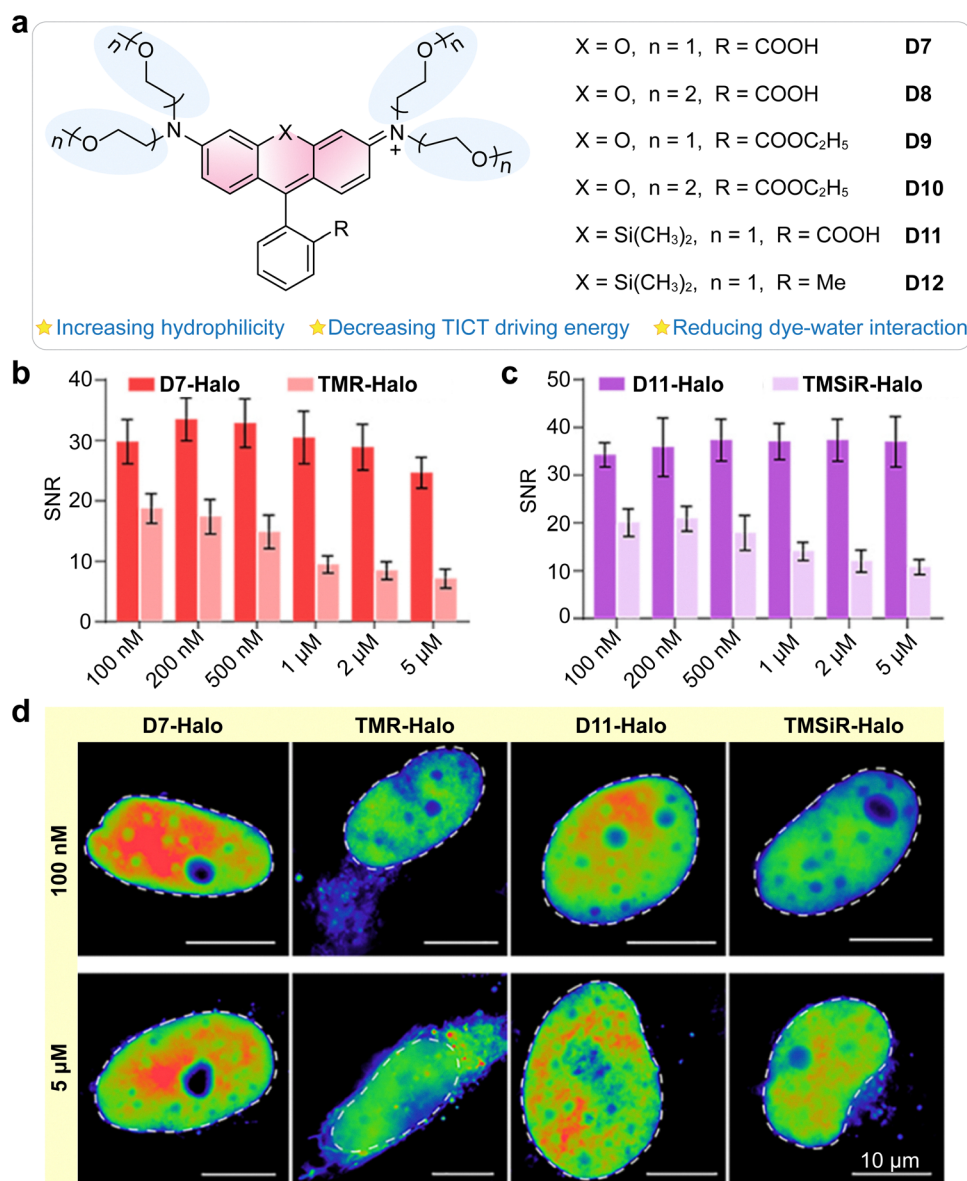 a
X = O, n = 1, R = COOH D7
X = O, n = 2, R = COOH D8
X = O, n = 1, R = COOC₂H₅ D9
X = O, n = 2, R = COOC₂H₅ D10
X = Si(CH₃)₂, n = 1, R = COOH D11
X = Si(CH₃)₂, n = 1, R = Me D12
n O O n
n O N X N + O n
R
Increasing hydrophilicity Decreasing TICT driving energy Reducing dye-water interaction
b
D7-Halo TMR-Halo
SNR
40
30
20
10
0
100 nM 200 nM 500 nM 1 µM 2 µM 5 µM
c
D11-Halo TMSiR-Halo
SNR
50
40
30
20
10
0
100 nM 200 nM 500 nM 1 µM 2 µM 5 µM
d
D7-Halo TMR-Halo D11-Halo TMSiR-Halo
100 nM
5 µM
10 µm